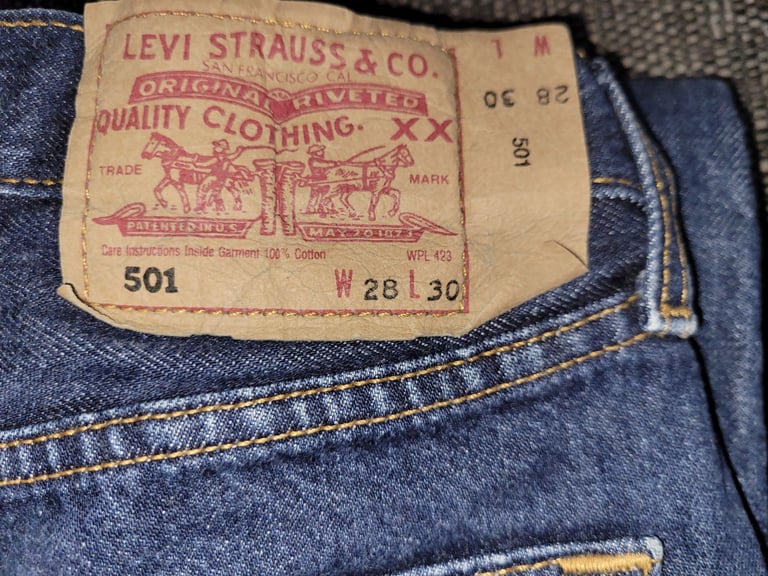 LEVI STRAUSS & CO.
SAN FRANCISCO CAL
ORIGINAL RIVETED
QUALITY CLOTHING. XX
TRADE MARK
PATENTED IN U.S. MAY 20 1873
Care Instructions Inside Garment 100% Cotton WPL 423
501 W 28 L 30
W L
28 30
501